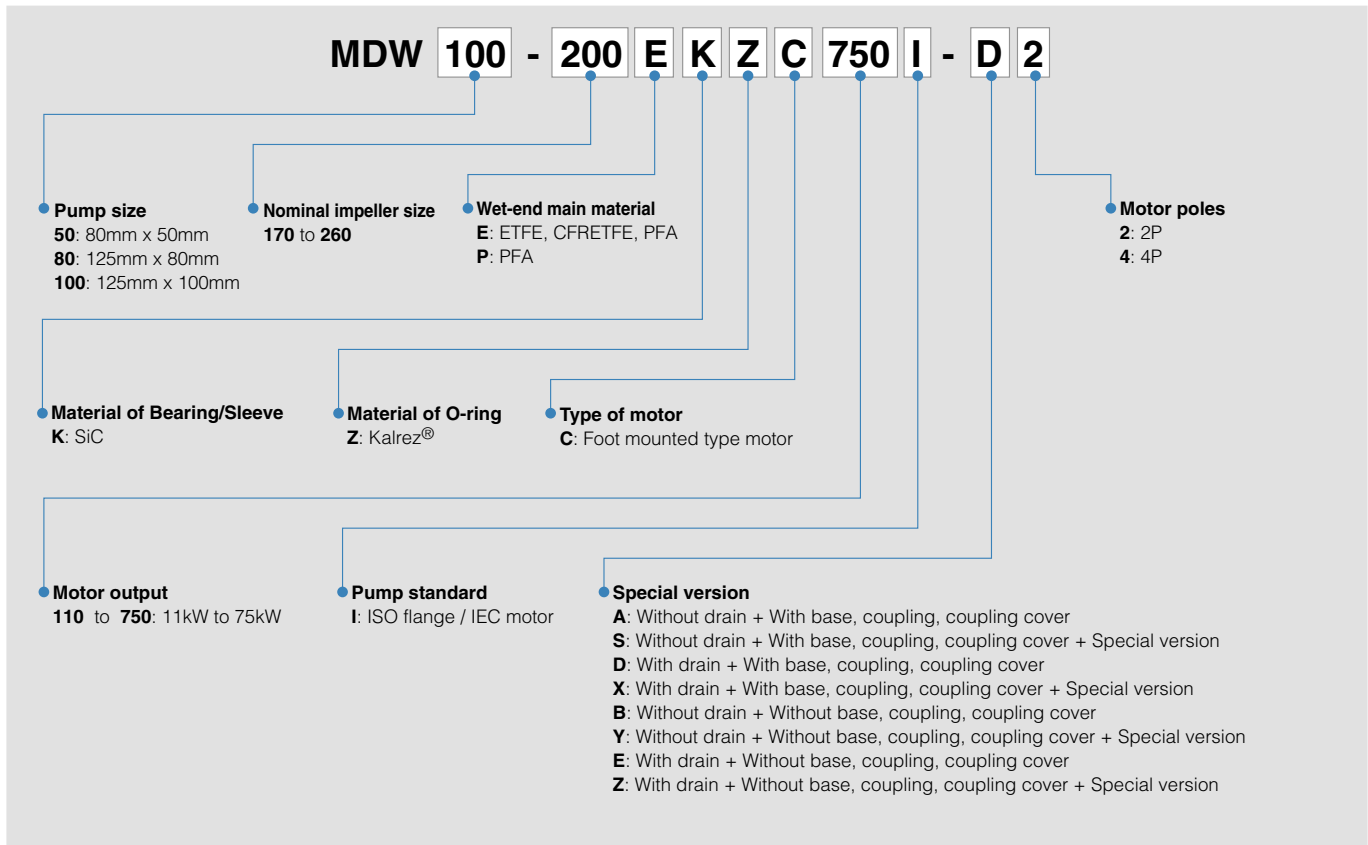 MDW 100 - 200 E K Z C 750 I - D 2
Pump size
50: 80mm x 50mm
80: 125mm x 80mm
100: 125mm x 100mm
Nominal impeller size
170 to 260
Wet-end main material
E: ETFE, CFRETFE, PFA
P: PFA
Motor poles
2: 2P
4: 4P
Material of Bearing/Sleeve
K: SiC
Material of O-ring
Z: Kalrez®
Type of motor
C: Foot mounted type motor
Motor output
110 to 750: 11kW to 75kW
Pump standard
I: ISO flange / IEC motor
Special version
A: Without drain + With base, coupling, coupling cover
S: Without drain + With base, coupling, coupling cover + Special version
D: With drain + With base, coupling, coupling cover
X: With drain + With base, coupling, coupling cover + Special version
B: Without drain + Without base, coupling, coupling cover
Y: Without drain + Without base, coupling, coupling cover + Special version
E: With drain + Without base, coupling, coupling cover
Z: With drain + Without base, coupling, coupling cover + Special version